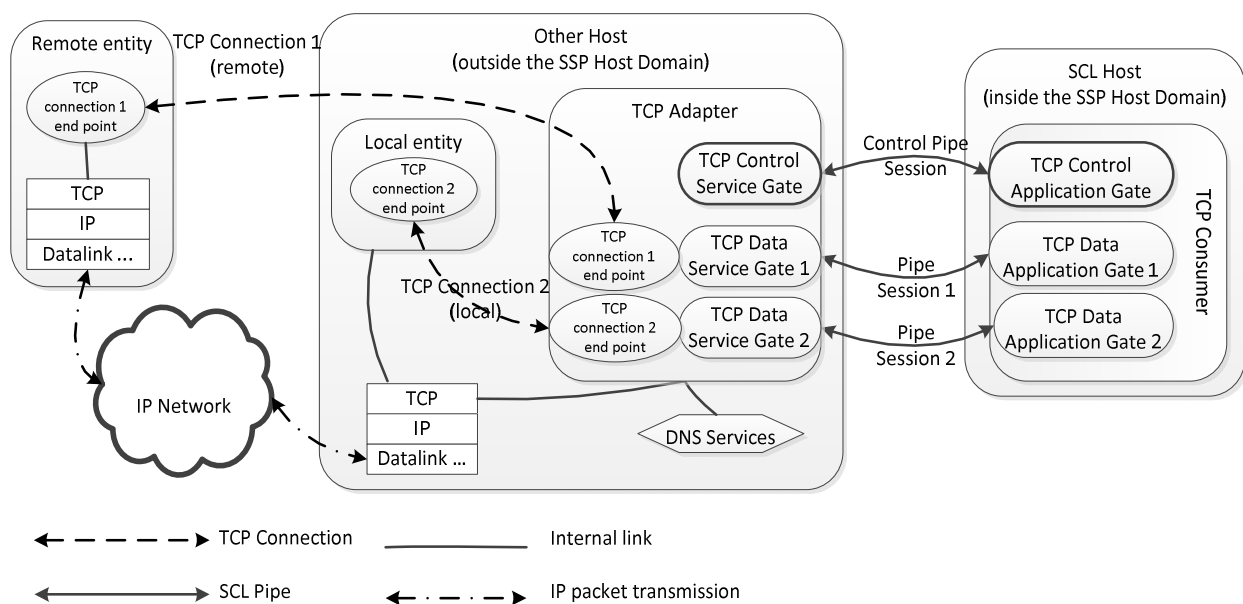 Remote entity
TCP
connection 1
end point
TCP
IP
Datalink ...
TCP Connection 1
(remote)
IP Network
Other Host
(outside the SSP Host Domain)
Local entity
TCP
connection 2
end point
TCP Connection 2
(local)
TCP
IP
Datalink ...
TCP Adapter
TCP Control
Service Gate
TCP
connection 1
end point
TCP Data
Service Gate 1
TCP
connection 2
end point
TCP Data
Service Gate 2
DNS Services
Control Pipe
Session
Pipe
Session 1
Pipe
Session 2
SCL Host
(inside the SSP Host Domain)
TCP Control
Application Gate
TCP Data
Application Gate 1
TCP Data
Application Gate 2
TCP Consumer
TCP Connection
Internal link
SCL Pipe
IP packet transmission